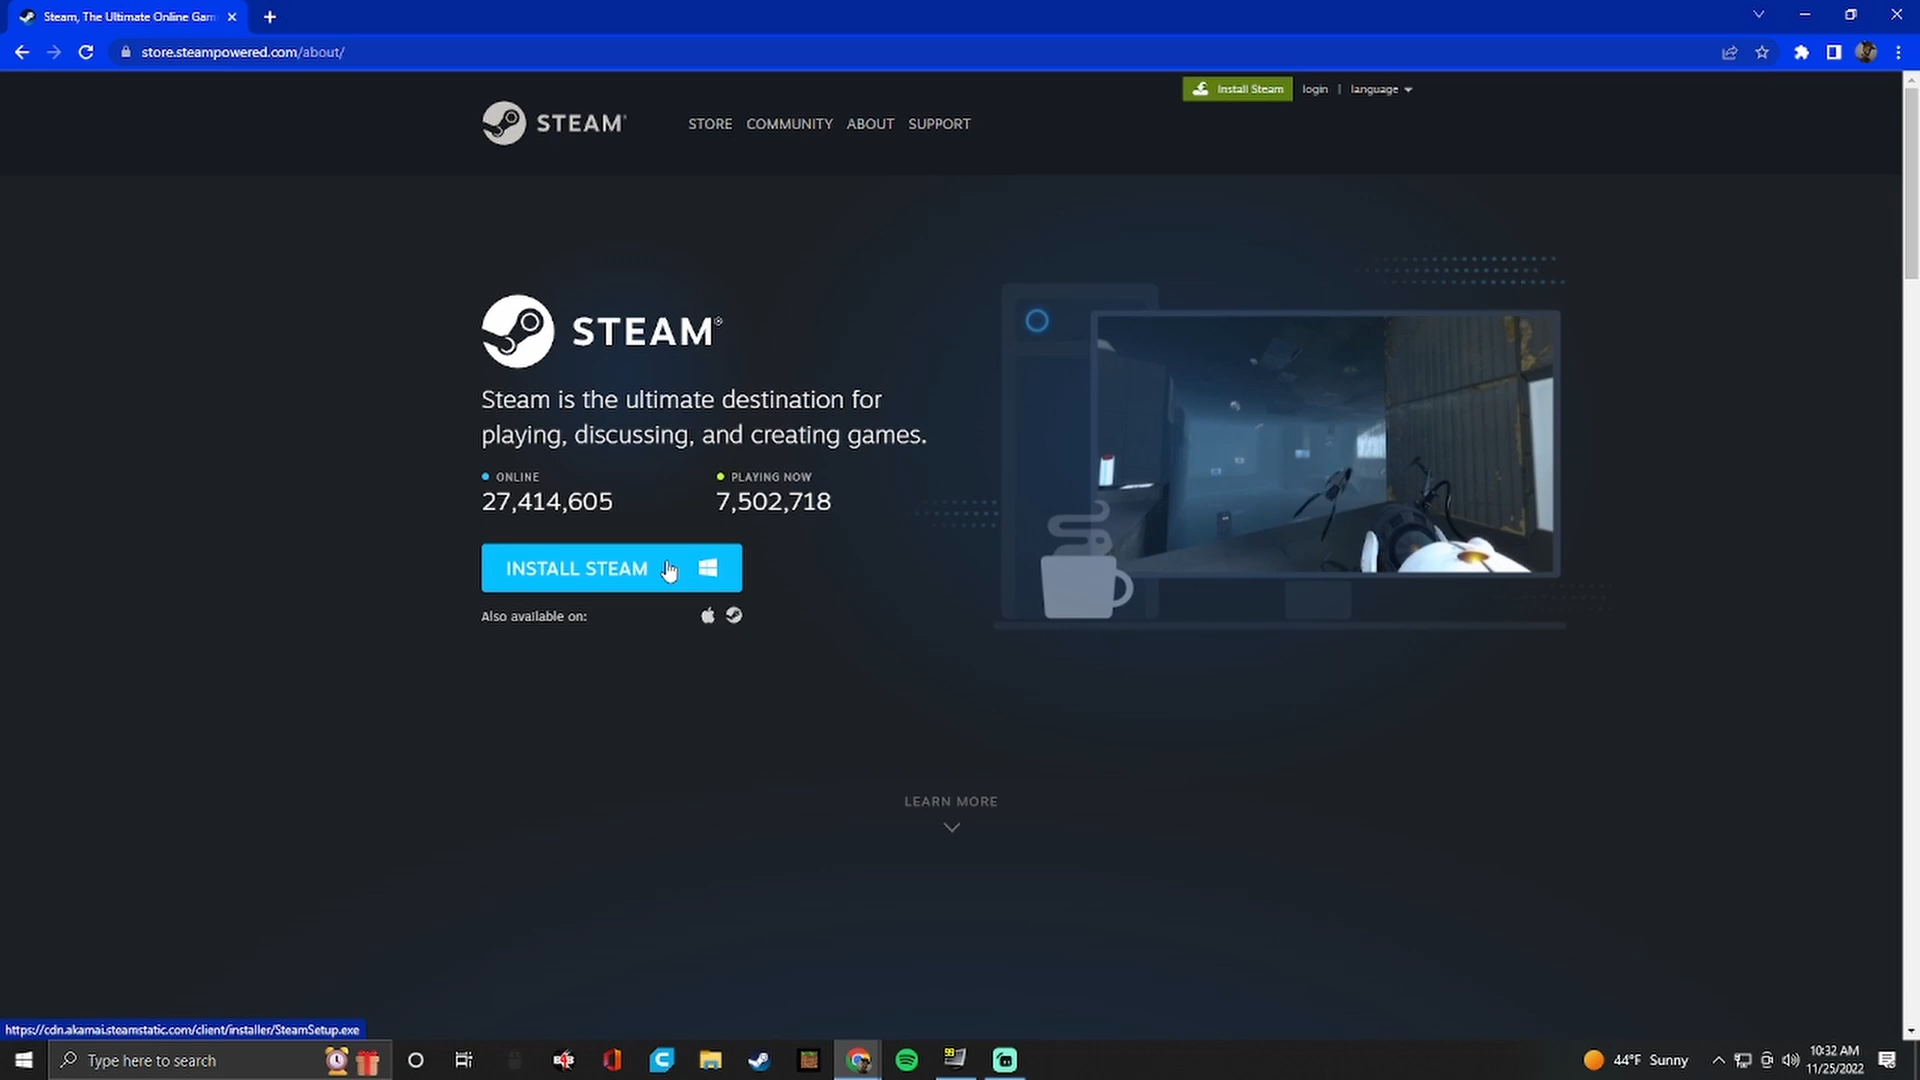 Steam, The Ultimate Online Gam
store.steampowered.com/about/
Install Steam
login | language
STEAM
STORE COMMUNITY ABOUT SUPPORT
STEAM®
Steam is the ultimate destination for
playing, discussing, and creating games.
ONLINE PLAYING NOW
27,414,605 7,502,718
INSTALL STEAM
Also available on:
LEARN MORE
https://cdn.akamai.steamstatic.com/client/installer/SteamSetup.exe
Type here to search
44°F Sunny
10:32 AM
11/25/2022